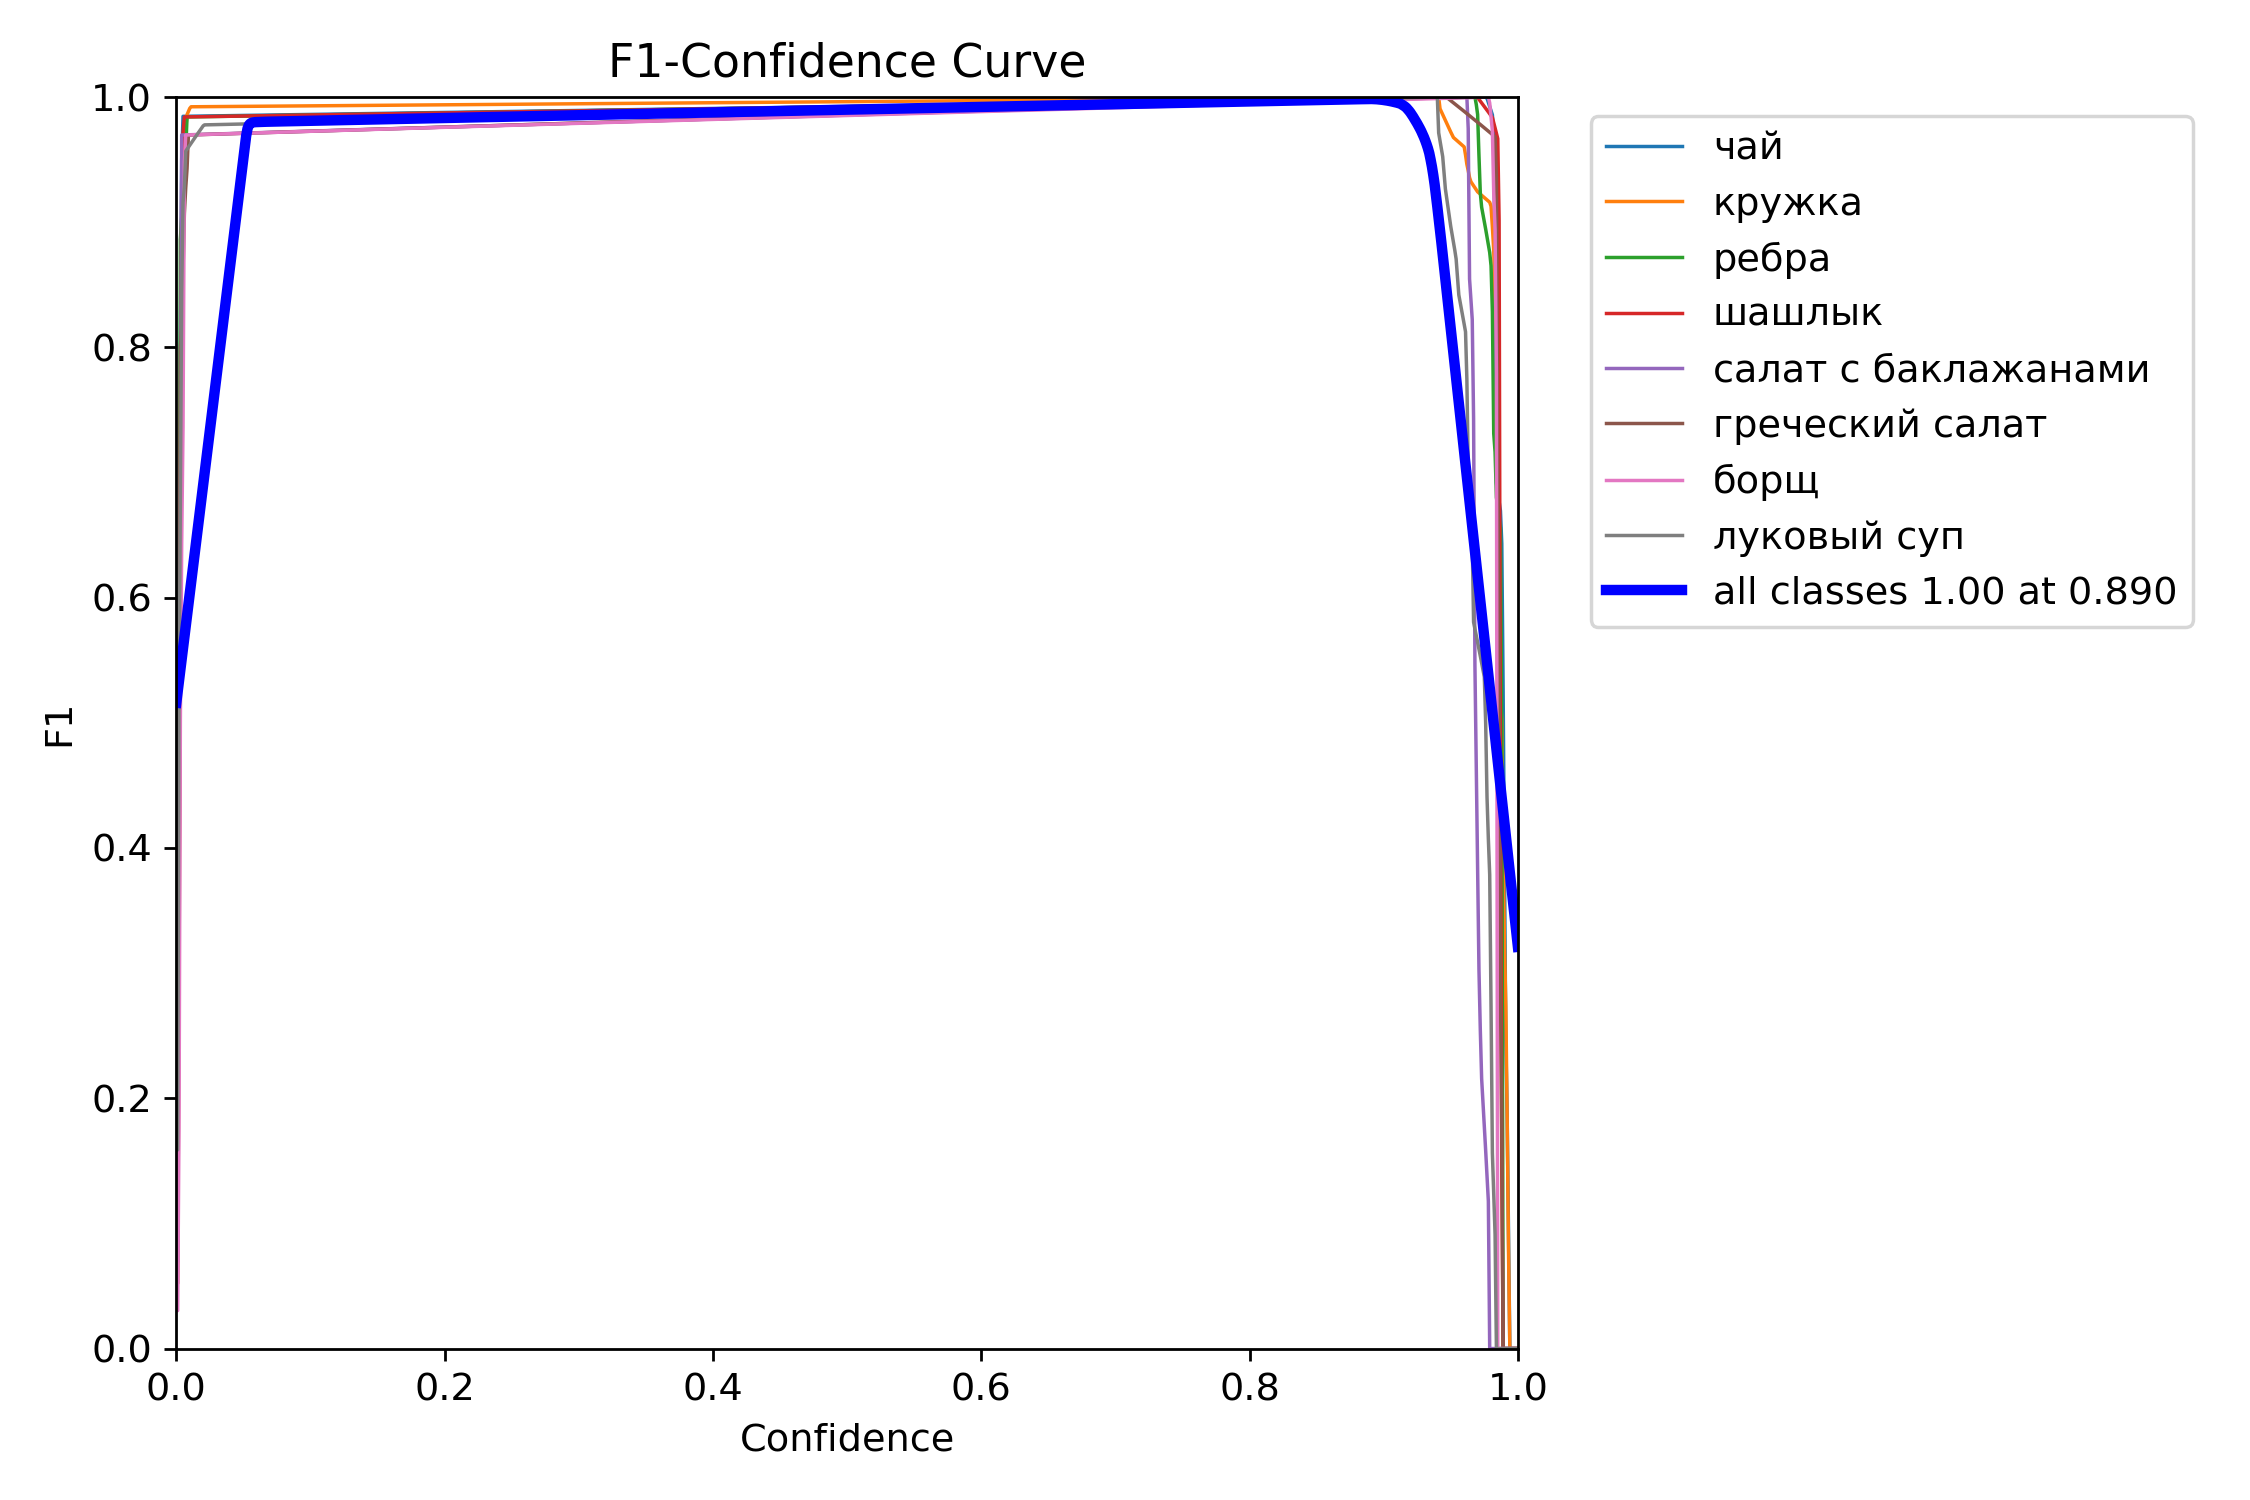 F1-Confidence Curve
1.0
0.8
0.6
0.4
0.2
0.0
F1
0.0 0.2 0.4 0.6 0.8 1.0
Confidence
чай
кружка
ребра
шашлык
салат с баклажанами
греческий салат
борщ
луковый суп
all classes 1.00 at 0.890